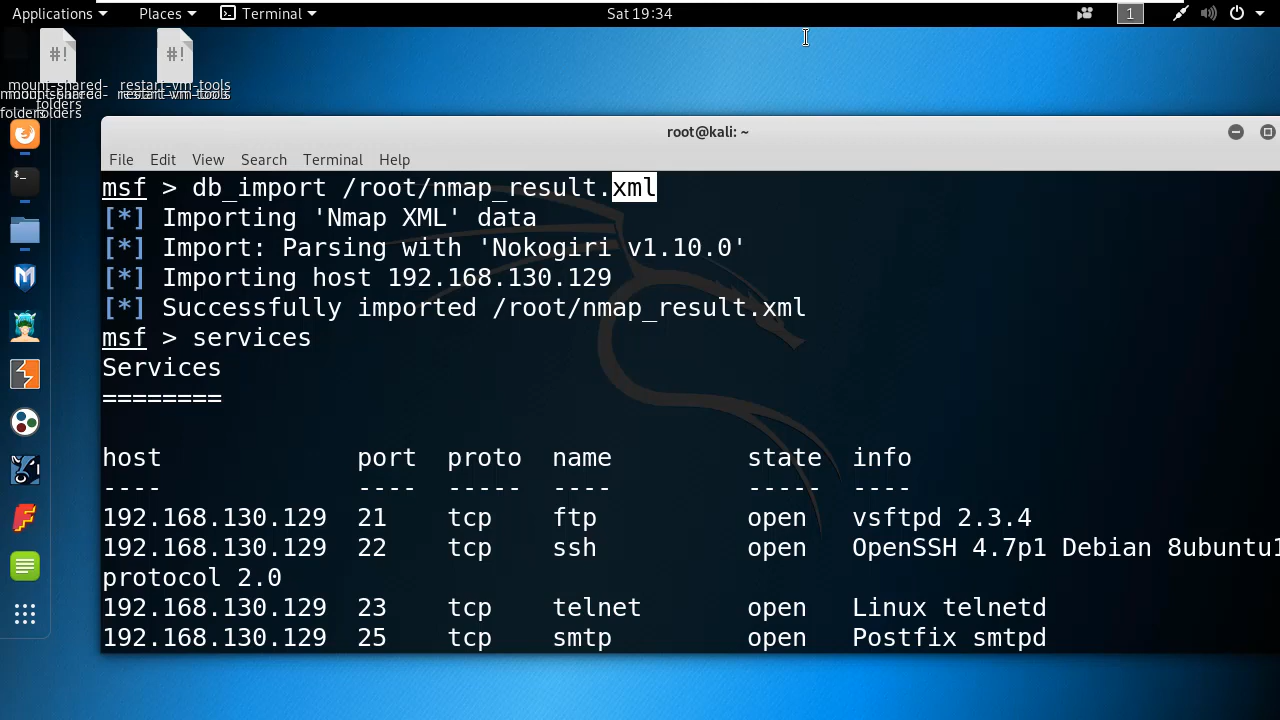 Applications Places Terminal Sat 19:34 1
#! #!
mount-shared-folders restart-vm-tools
root@kali: ~
File Edit View Search Terminal Help
msf > db_import /root/nmap_result.xml
[*] Importing 'Nmap XML' data
[*] Import: Parsing with 'Nokogiri v1.10.0'
[*] Importing host 192.168.130.129
[*] Successfully imported /root/nmap_result.xml
msf > services
Services
========
host port proto name state info
---- ---- ----- ---- ----- ----
192.168.130.129 21 tcp ftp open vsftpd 2.3.4
192.168.130.129 22 tcp ssh open OpenSSH 4.7p1 Debian 8ubuntu1
protocol 2.0
192.168.130.129 23 tcp telnet open Linux telnetd
192.168.130.129 25 tcp smtp open Postfix smtpd